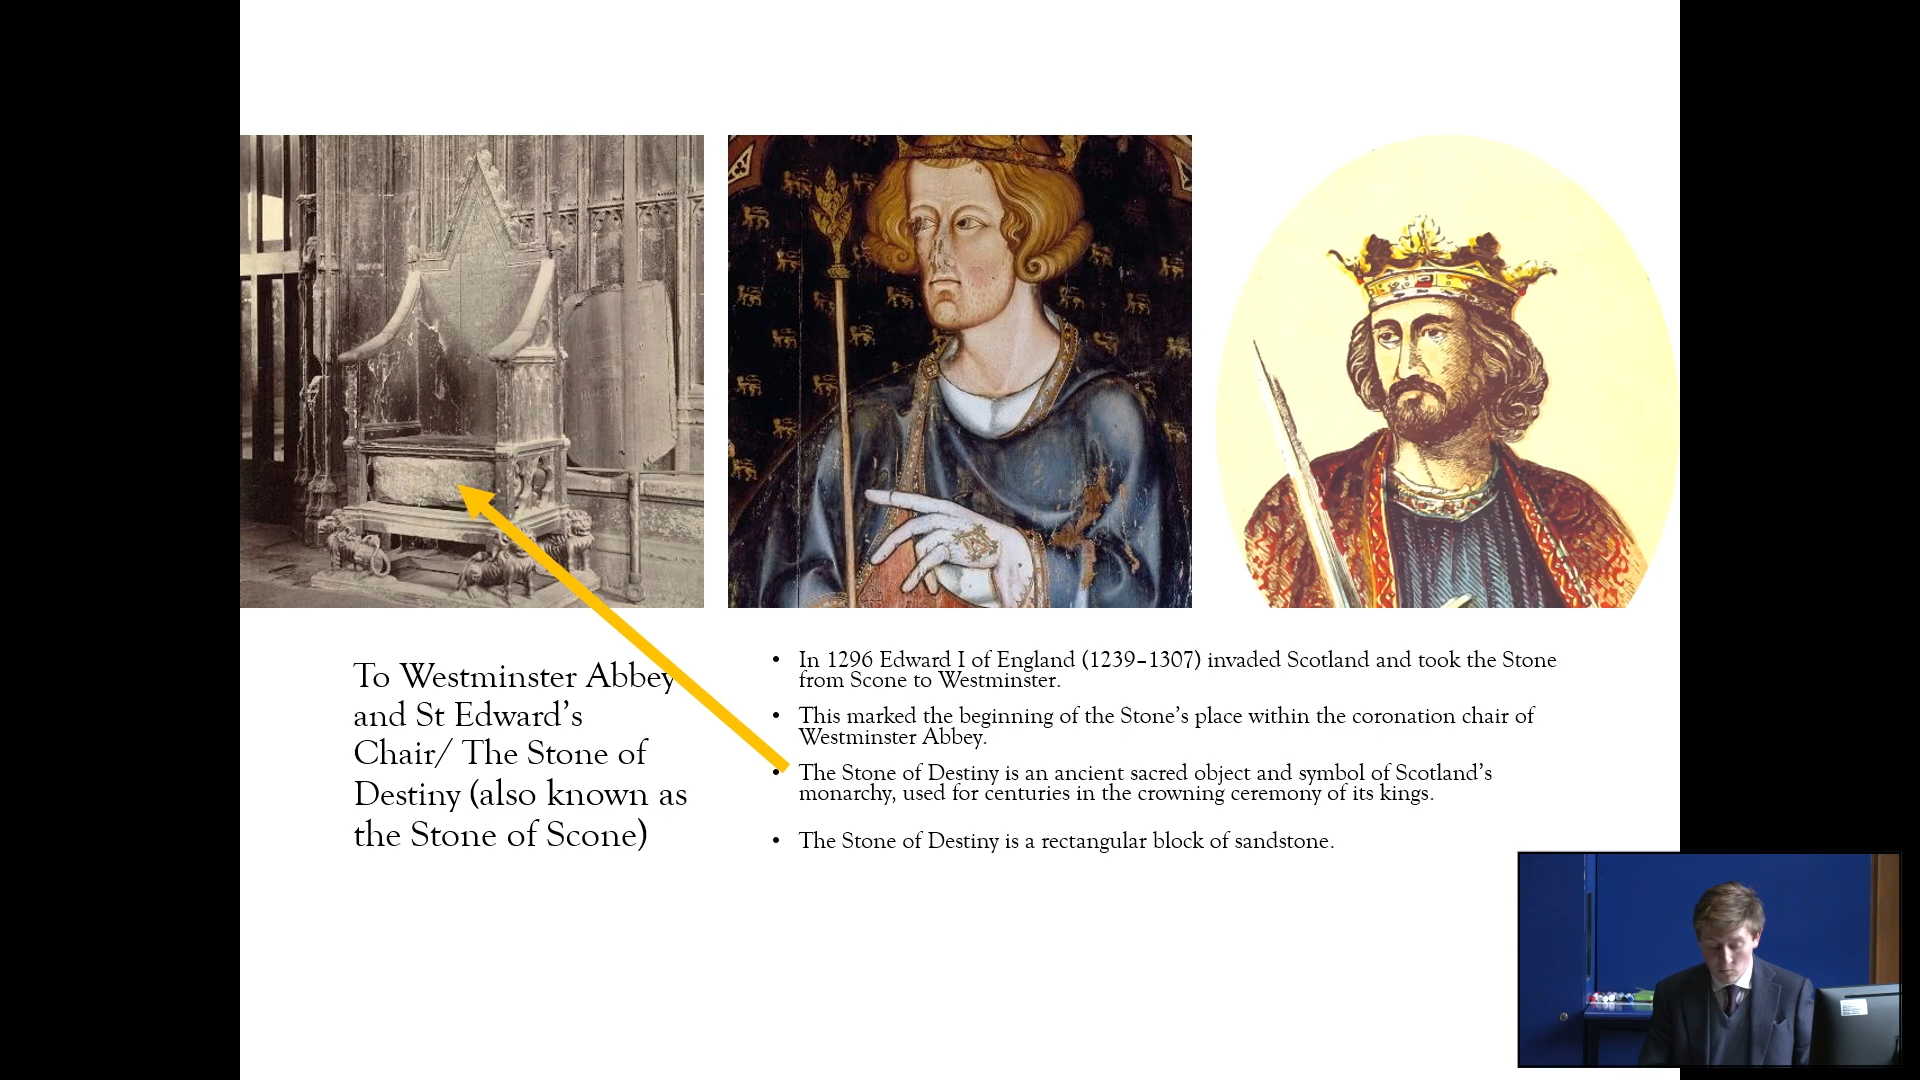 To Westminster Abbey
and St Edward's
Chair/ The Stone of
Destiny (also known as
the Stone of Scone)
• In 1296 Edward I of England (1239–1307) invaded Scotland and took the Stone
from Scone to Westminster.
• This marked the beginning of the Stone's place within the coronation chair of
Westminster Abbey.
• The Stone of Destiny is an ancient sacred object and symbol of Scotland's
monarchy, used for centuries in the crowning ceremony of its kings.
• The Stone of Destiny is a rectangular block of sandstone.